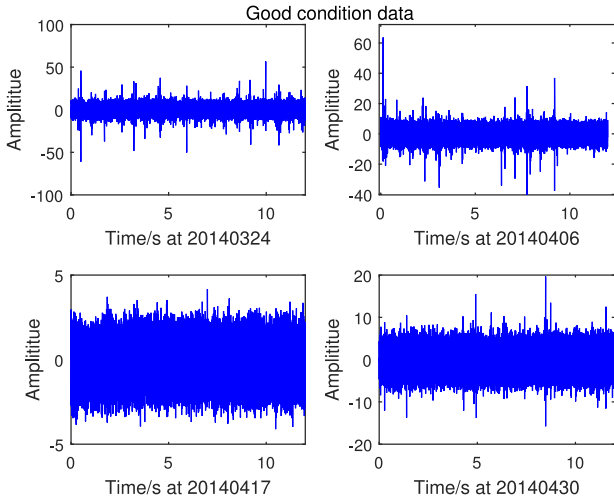 Good condition data
100
50
0
-50
-100
Amplititue
0 5 10
Time/s at 20140324
60
40
20
0
-20
-40
Amplititue
0 5 10
Time/s at 20140406
5
0
-5
Amplititue
0 5 10
Time/s at 20140417
20
10
0
-10
-20
Amplititue
0 5 10
Time/s at 20140430